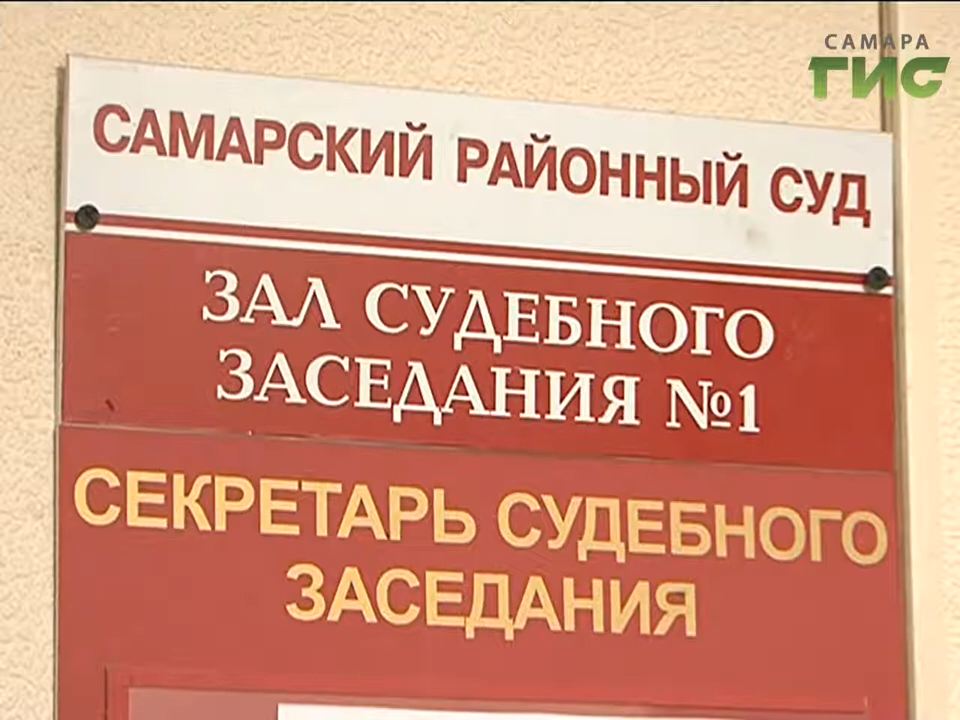 САМАРА
ГИС
САМАРСКИЙ РАЙОННЫЙ СУД
ЗАЛ СУДЕБНОГО
ЗАСЕДАНИЯ №1
СЕКРЕТАРЬ СУДЕБНОГО
ЗАСЕДАНИЯ